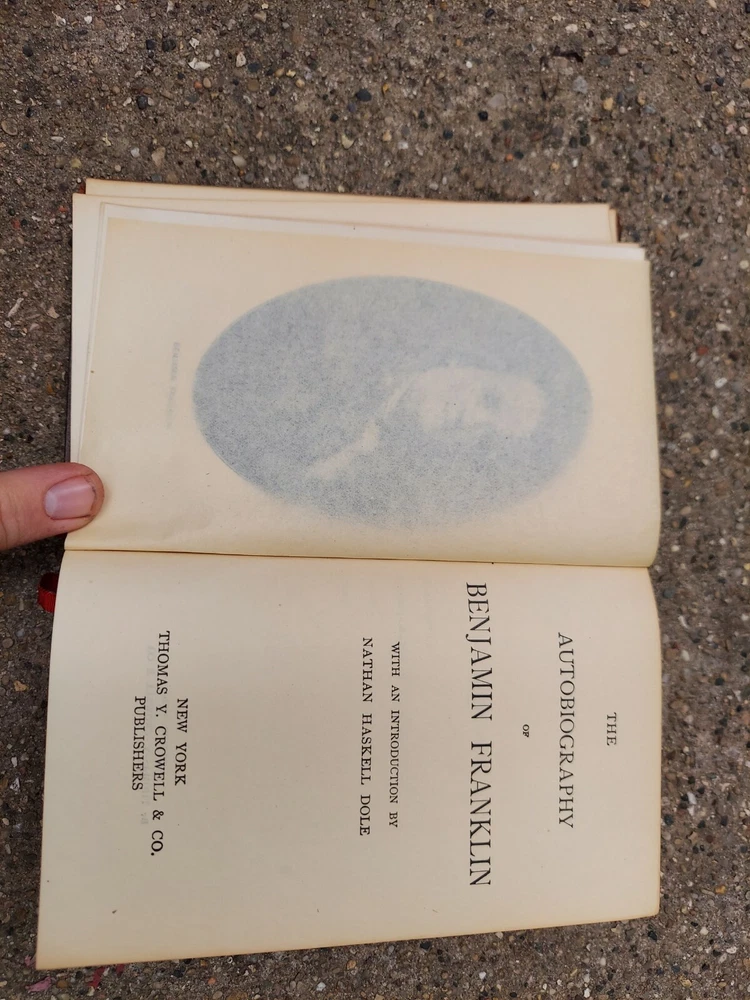 THE
AUTOBIOGRAPHY
OF
BENJAMIN FRANKLIN
WITH AN INTRODUCTION BY
NATHAN HASKELL DOLE
NEW YORK
THOMAS Y. CROWELL & CO.
PUBLISHERS